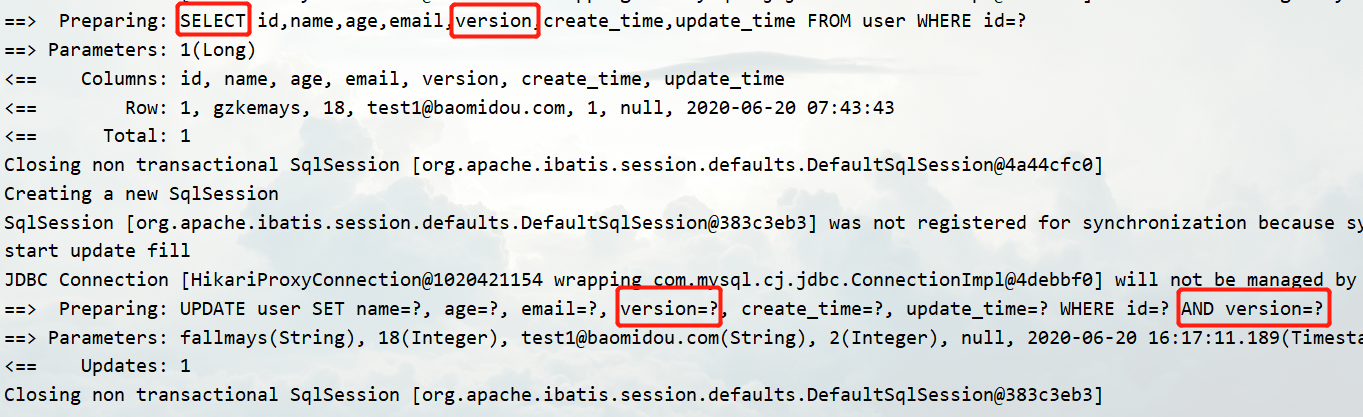 ==>  Preparing: SELECT id,name,age,email,version,create_time,update_time FROM user WHERE id=?
==> Parameters: 1(Long)
<==    Columns: id, name, age, email, version, create_time, update_time
<==        Row: 1, gzkemays, 18, test1@baomidou.com, 1, null, 2020-06-20 07:43:43
<==      Total: 1
Closing non transactional SqlSession [org.apache.ibatis.session.defaults.DefaultSqlSession@4a44cfc0]
Creating a new SqlSession
SqlSession [org.apache.ibatis.session.defaults.DefaultSqlSession@383c3eb3] was not registered for synchronization because sy
start update fill
JDBC Connection [HikariProxyConnection@1020421154 wrapping com.mysql.cj.jdbc.ConnectionImpl@4debbf0] will not be managed by
==>  Preparing: UPDATE user SET name=?, age=?, email=?, version=?, create_time=?, update_time=? WHERE id=? AND version=?
==> Parameters: fallmays(String), 18(Integer), test1@baomidou.com(String), 2(Integer), null, 2020-06-20 16:17:11.189(Timesta
<==    Updates: 1
Closing non transactional SqlSession [org.apache.ibatis.session.defaults.DefaultSqlSession@383c3eb3]